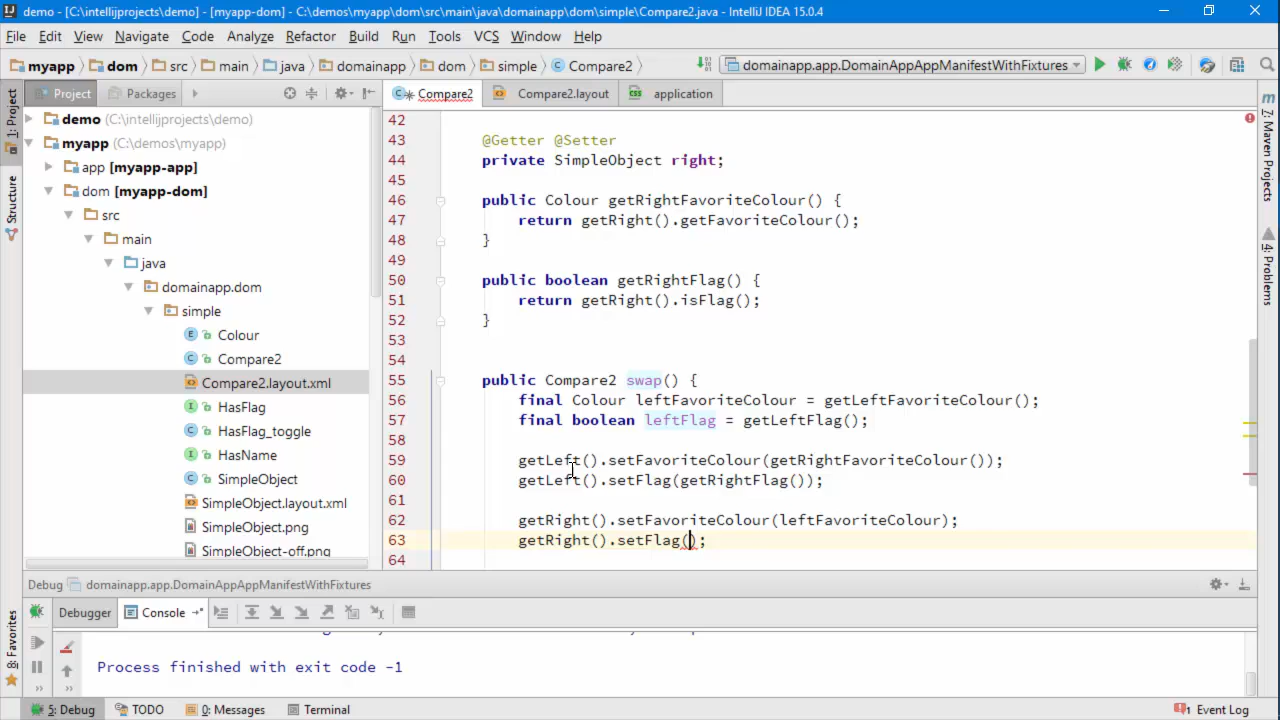 demo - [C:\intellijprojects\demo] - [myapp-dom] - C:\demos\myapp\dom\src\main\java\domainapp\dom\simple\Compare2.java - IntelliJ IDEA 15.0.4
File Edit View Navigate Code Analyze Refactor Build Run Tools VCS Window Help
myapp dom src main java domainapp dom simple Compare2 domainapp.app.DomainAppAppManifestWithFixtures
1: Project
Structure
Favorites
Project Packages
demo (C:\intellijprojects\demo)
myapp (C:\demos\myapp)
app [myapp-app]
dom [myapp-dom]
src
main
java
domainapp.dom
simple
Colour
Compare2
Compare2.layout.xml
HasFlag
HasFlag_toggle
HasName
SimpleObject
SimpleObject.layout.xml
SimpleObject.png
SimpleObject-off.png
Compare2 Compare2.layout application
42
43 @Getter @Setter
44 private SimpleObject right;
45
46 public Colour getRightFavoriteColour() {
47 return getRight().getFavoriteColour();
48 }
49
50 public boolean getRightFlag() {
51 return getRight().isFlag();
52 }
53
54
55 public Compare2 swap() {
56 final Colour leftFavoriteColour = getLeftFavoriteColour();
57 final boolean leftFlag = getLeftFlag();
58
59 getLeft().setFavoriteColour(getRightFavoriteColour());
60 getLeft().setFlag(getRightFlag());
61
62 getRight().setFavoriteColour(leftFavoriteColour);
63 getRight().setFlag();
64
7: Maven Projects
4: Problems
Debug domainapp.app.DomainAppAppManifestWithFixtures
Debugger Console
Process finished with exit code -1
5: Debug TODO 0: Messages Terminal 1 Event Log